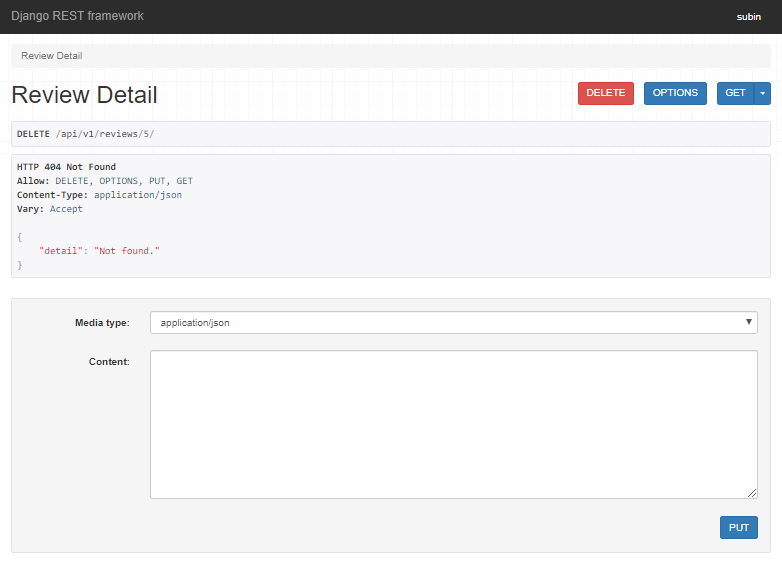 Django REST framework
subin
Review Detail
Review Detail
DELETE
OPTIONS
GET
DELETE /api/v1/reviews/5/
HTTP 404 Not Found
Allow: DELETE, OPTIONS, PUT, GET
Content-Type: application/json
Vary: Accept
{
"detail": "Not found."
}
Media type:
application/json
Content:
PUT